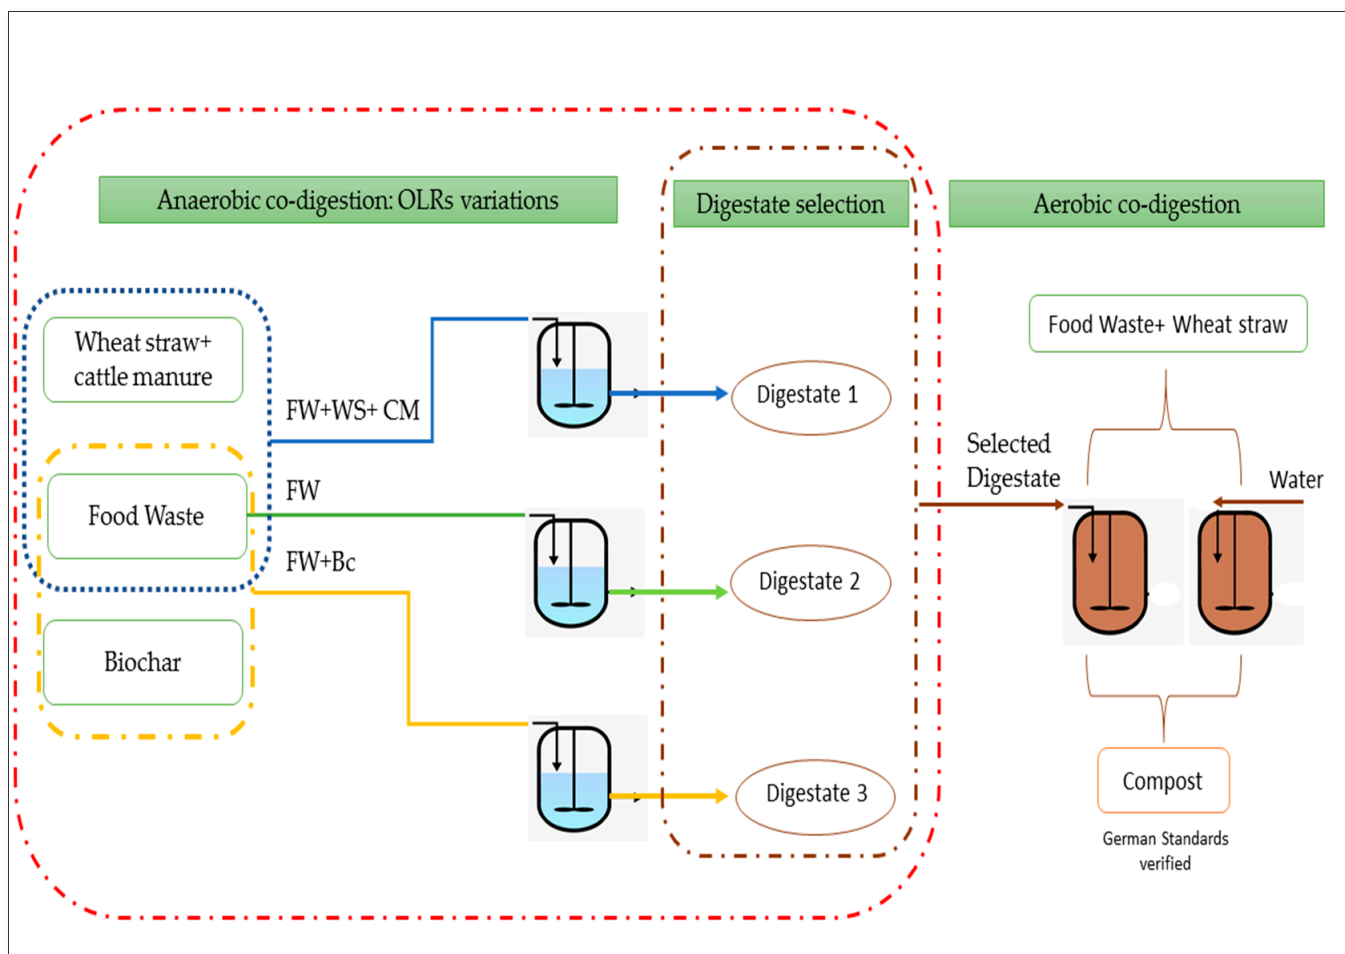 Anaerobic co-digestion: OLRs variations
Digestate selection
Aerobic co-digestion
Wheat straw+
cattle manure
Food Waste
Biochar
FW+WS+ CM
FW
FW+Bc
Digestate 1
Digestate 2
Digestate 3
Selected
Digestate
Food Waste+ Wheat straw
Water
Compost
German Standards
verified